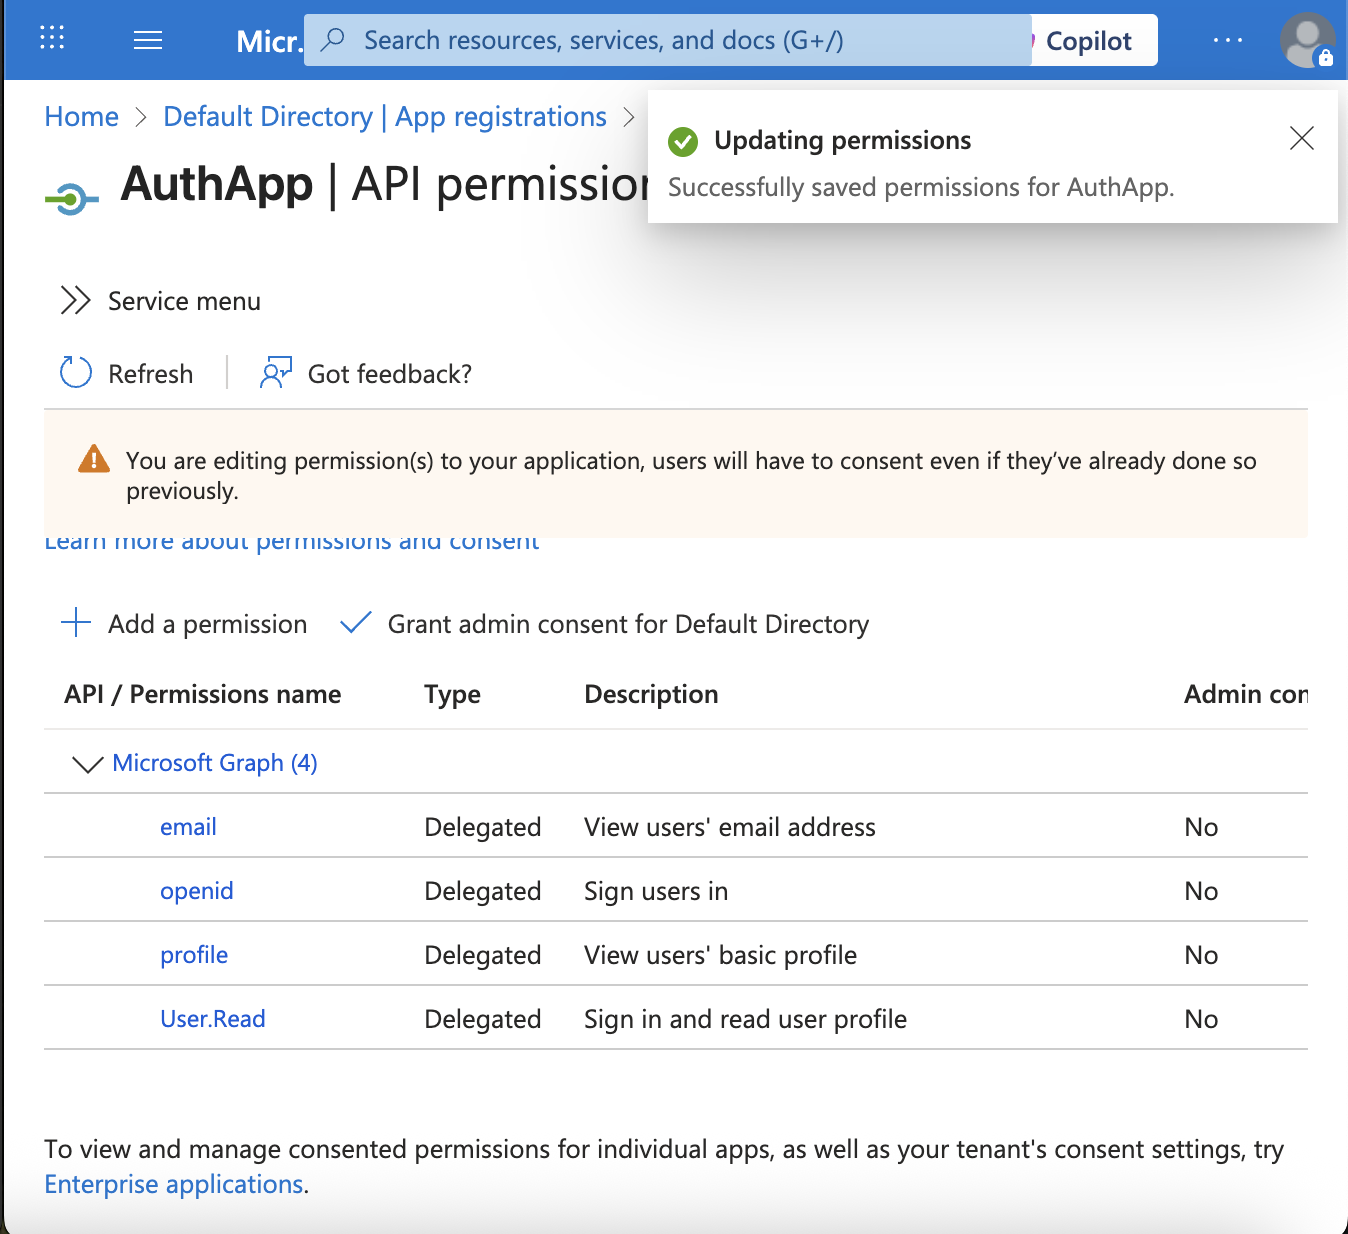 Micr.
Search resources, services, and docs (G+/)
Copilot
Home > Default Directory | App registrations >
Updating permissions
Successfully saved permissions for AuthApp.
AuthApp | API permission
Service menu
Refresh
Got feedback?
You are editing permission(s) to your application, users will have to consent even if they’ve already done so
previously.
Learn more about permissions and consent
Add a permission
Grant admin consent for Default Directory
API / Permissions name Type Description Admin con
Microsoft Graph (4)
email Delegated View users' email address No
openid Delegated Sign users in No
profile Delegated View users' basic profile No
User.Read Delegated Sign in and read user profile No
To view and manage consented permissions for individual apps, as well as your tenant's consent settings, try
Enterprise applications.